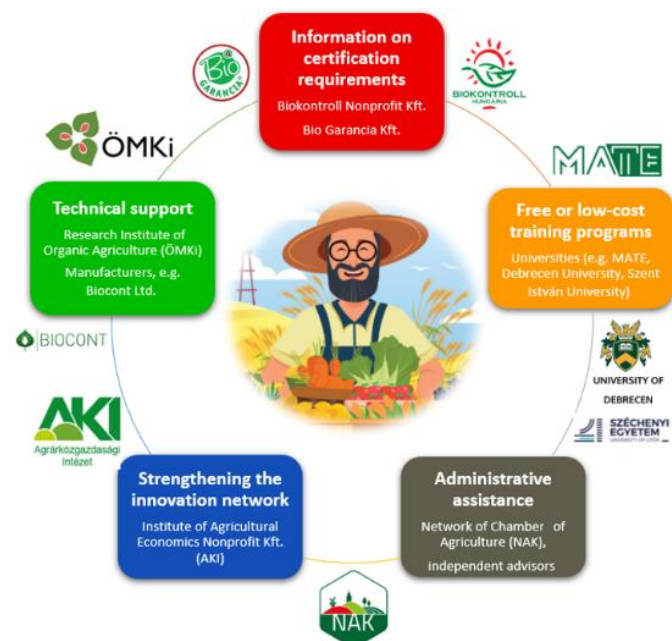 Information on
certification
requirements
Biokontroll Nonprofit Kft.
Bio Garancia Kft.
BIO
GARANCIA
BIOKONTROLL
HUNGÁRIA
ÖMKi
MATE
Technical support
Research Institute of
Organic Agriculture (ÖMKi)
Manufacturers, e.g.
Biocont Ltd.
Free or low-cost
training programs
Universities (e.g. MATE,
Debrecen University, Szent
István University)
BIOCONT
UNIVERSITY OF
DEBRECEN
AKI
Agrárközgazdasági
Intézet
SZÉCHENYI
EGYETEM
UNIVERSITY OF GYŐR
Strengthening the
innovation network
Institute of Agricultural
Economics Nonprofit Kft.
(AKI)
Administrative
assistance
Network of Chamber of
Agriculture (NAK),
independent advisors
NAK